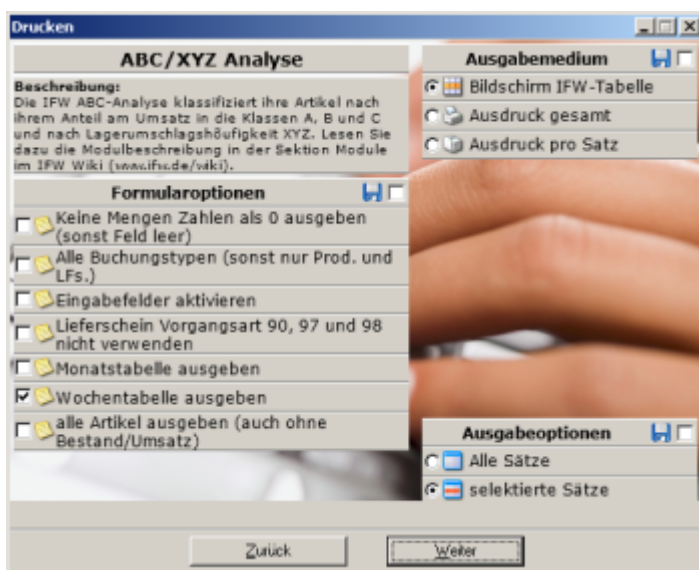 Drucken
ABC/XYZ Analyse
Beschreibung:
Die IFW ABC-Analyse klassifiziert ihre Artikel nach
ihrem Anteil am Umsatz in die Klassen A, B und C
und nach Lagerumschlagshöufigkeit XYZ. Lesen Sie
dazu die Modulbeschreibung in der Sektion Module
im IFW Wiki (www.ifw.de/wiki).
Formularoptionen
Keine Mengen Zahlen als 0 ausgeben
(sonst Feld leer)
Alle Buchungstypen (sonst nur Prod. und
LFs.)
Eingabefelder aktivieren
Lieferschein Vorgangsart 90, 97 und 98
nicht verwenden
Monatstabelle ausgeben
Wochentabelle ausgeben
alle Artikel ausgeben (auch ohne
Bestand/Umsatz)
Ausgabemedium
Bildschirm IFW-Tabelle
Ausdruck gesamt
Ausdruck pro Satz
Ausgabeoptionen
Alle Sätze
selektierte Sätze
Zurück
Weiter